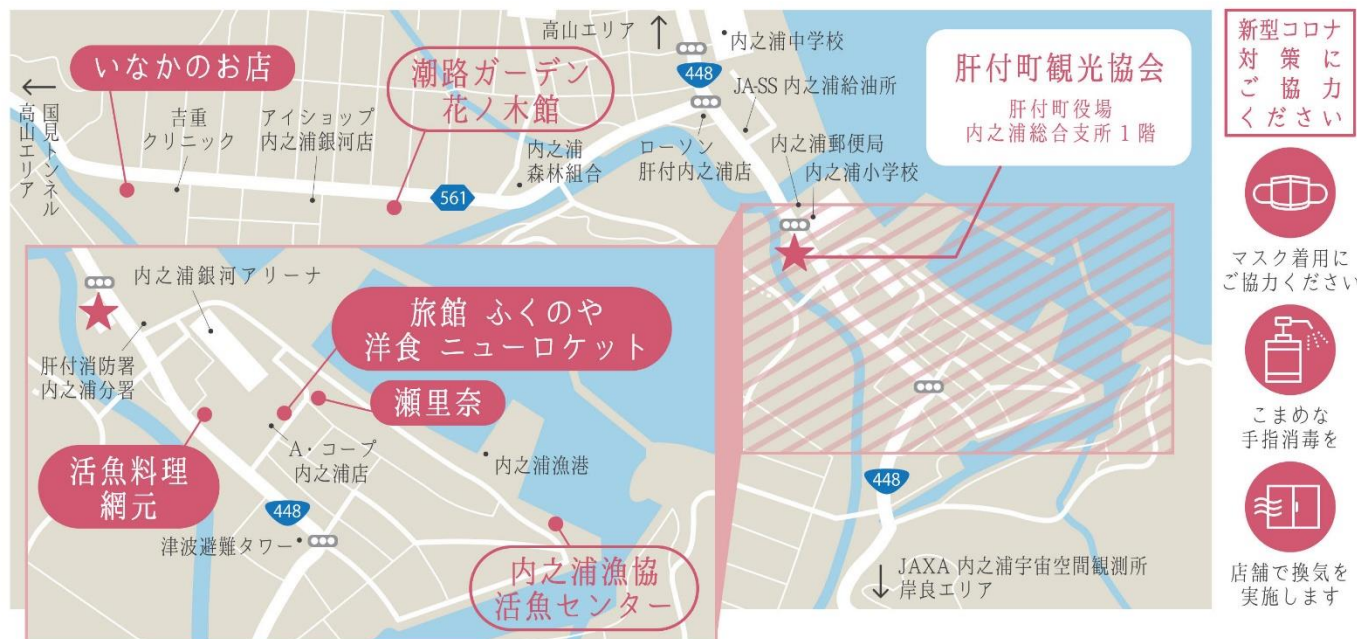 いなかのお店
国見トンネル
高山エリア
吉重
クリニック
アイショップ
内之浦銀河店
潮路ガーデン
花ノ木館
561
高山エリア
内之浦中学校
448
JA-SS 内之浦給油所
内之浦
森林組合
ローソン
肝付内之浦店
内之浦郵便局
内之浦小学校
肝付町観光協会
肝付町役場
内之浦総合支所1階
448
JAXA 内之浦宇宙空間観測所
岸良エリア
内之浦銀河アリーナ
肝付消防署
内之浦分署
旅館 ふくのや
洋食 ニューロケット
瀬里奈
A・コープ
内之浦店
内之浦漁港
活魚料理
網元
448
津波避難タワー
内之浦漁協
活魚センター
新型コロナ
対策に
ご協力
ください
マスク着用に
ご協力ください
こまめな
手指消毒を
店舗で換気を
実施します